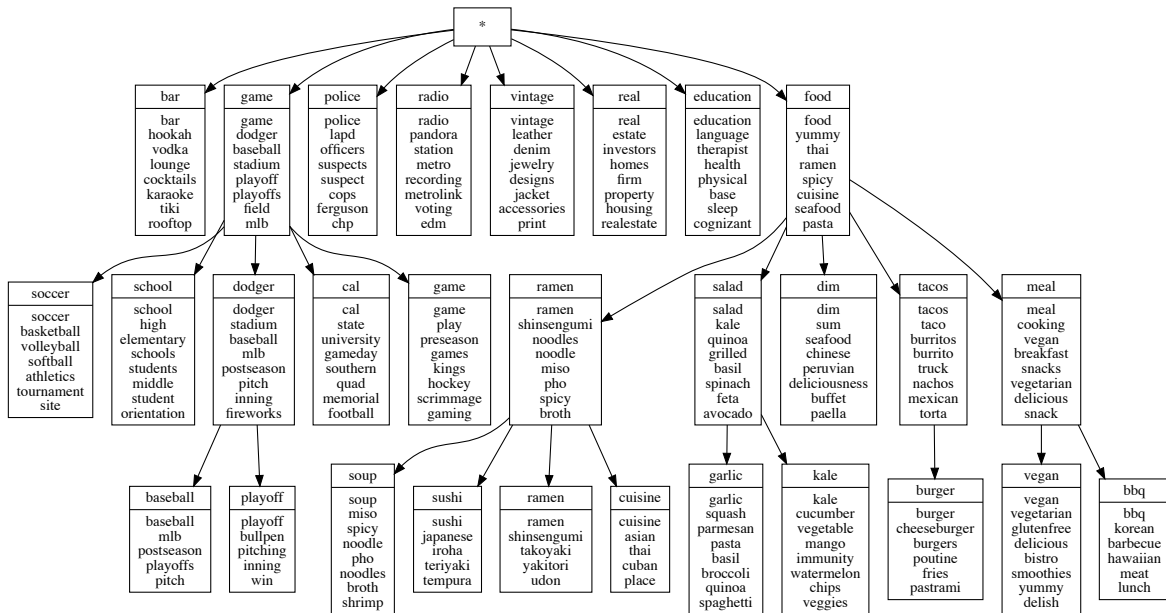 *
bar
bar
hookah
vodka
lounge
cocktails
karaoke
tiki
rooftop
game
game
dodger
baseball
stadium
playoff
playoffs
field
mlb
police
police
lapd
officers
suspects
suspect
cops
ferguson
chp
radio
radio
pandora
station
metro
recording
metrolink
voting
edm
vintage
vintage
leather
denim
jewelry
designs
jacket
accessories
print
real
real
estate
investors
homes
firm
property
housing
realestate
education
education
language
therapist
health
physical
base
sleep
cognizant
food
food
yummy
thai
ramen
spicy
cuisine
seafood
pasta
soccer
soccer
basketball
volleyball
softball
athletics
tournament
site
school
school
high
elementary
schools
students
middle
student
orientation
dodger
dodger
stadium
baseball
mlb
postseason
pitch
inning
fireworks
cal
cal
state
university
gameday
southern
quad
memorial
football
game
game
play
preseason
games
kings
hockey
scrimmage
gaming
ramen
ramen
shinsengumi
noodles
noodle
miso
pho
spicy
broth
salad
salad
kale
quinoa
grilled
basil
spinach
feta
avocado
dim
dim
sum
seafood
chinese
peruvian
deliciousness
buffet
paella
tacos
tacos
taco
burritos
burrito
truck
nachos
mexican
torta
meal
meal
cooking
vegan
breakfast
snacks
vegetarian
delicious
snack
baseball
baseball
mlb
postseason
playoffs
pitch
playoff
playoff
bullpen
pitching
inning
win
soup
soup
miso
spicy
noodle
pho
noodles
broth
shrimp
sushi
sushi
japanese
iroha
teriyaki
tempura
ramen
ramen
shinsengumi
takoyaki
yakitori
udon
cuisine
cuisine
asian
thai
cuban
place
garlic
garlic
squash
parmesan
pasta
basil
broccoli
quinoa
spaghetti
kale
kale
cucumber
vegetable
mango
immunity
watermelon
chips
veggies
burger
burger
cheeseburger
burgers
poutine
fries
pastrami
vegan
vegan
vegetarian
glutenfree
delicious
bistro
smoothies
yummy
delish
bbq
bbq
korean
barbecue
hawaiian
meat
lunch